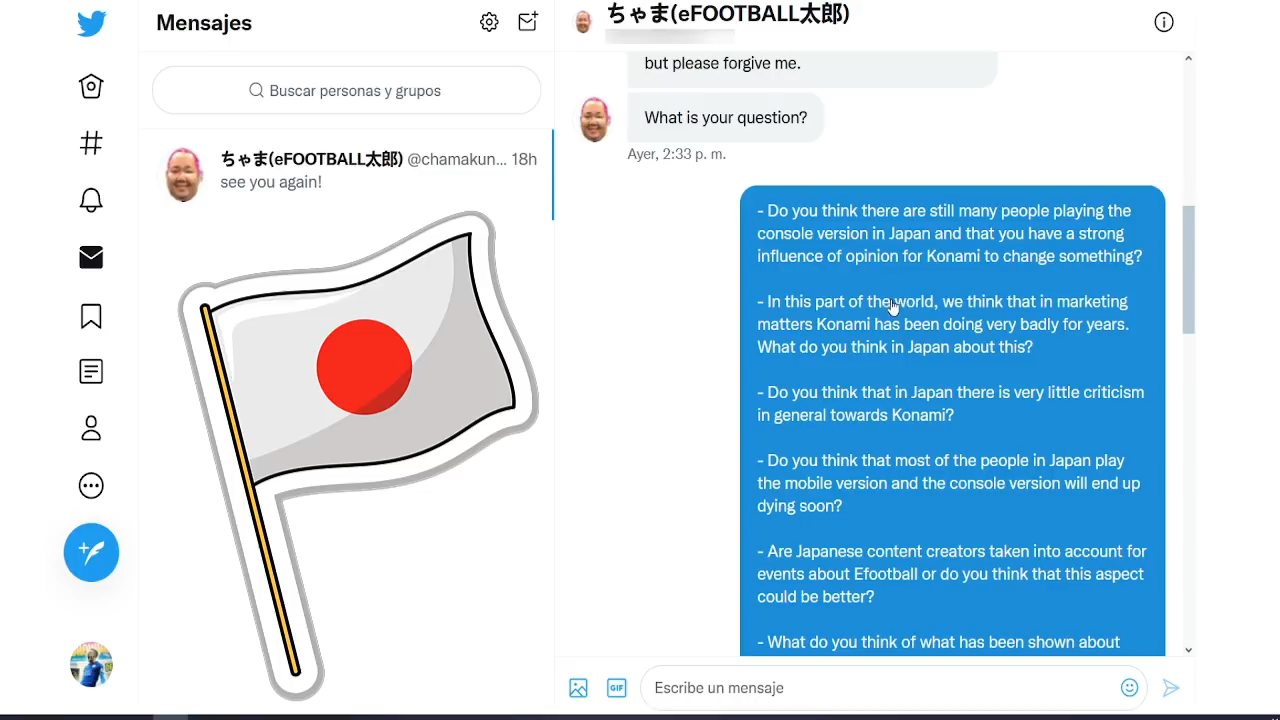 Mensajes
Buscar personas y grupos
ちゃま(eFOOTBALL太郎) @chamakun... 18h
see you again!
ちゃま(eFOOTBALL太郎)
but please forgive me.
What is your question?
Ayer, 2:33 p. m.
- Do you think there are still many people playing the
console version in Japan and that you have a strong
influence of opinion for Konami to change something?
- In this part of the world, we think that in marketing
matters Konami has been doing very badly for years.
What do you think in Japan about this?
- Do you think that in Japan there is very little criticism
in general towards Konami?
- Do you think that most of the people in Japan play
the mobile version and the console version will end up
dying soon?
- Are Japanese content creators taken into account for
events about Efootball or do you think that this aspect
could be better?
- What do you think of what has been shown about
GIF
Escribe un mensaje